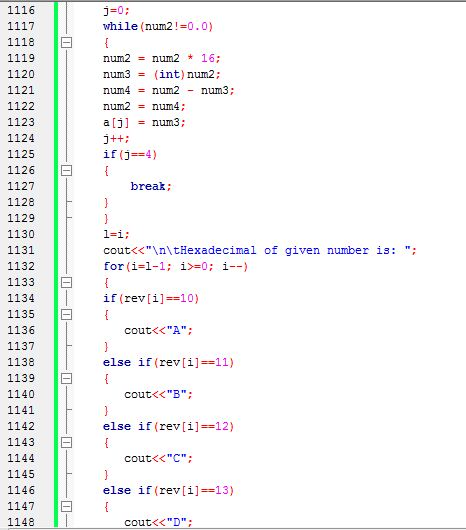 1116 j=0;
1117 while(num2!=0.0)
1118 {
1119 num2 = num2 * 16;
1120 num3 = (int)num2;
1121 num4 = num2 - num3;
1122 num2 = num4;
1123 a[j] = num3;
1124 j++;
1125 if(j==4)
1126 {
1127 break;
1128 }
1129 }
1130 l=i;
1131 cout<<"\n\tHexadecimal of given number is: ";
1132 for(i=l-1; i>=0; i--)
1133 {
1134 if(rev[i]==10)
1135 {
1136 cout<<"A";
1137 }
1138 else if(rev[i]==11)
1139 {
1140 cout<<"B";
1141 }
1142 else if(rev[i]==12)
1143 {
1144 cout<<"C";
1145 }
1146 else if(rev[i]==13)
1147 {
1148 cout<<"D";